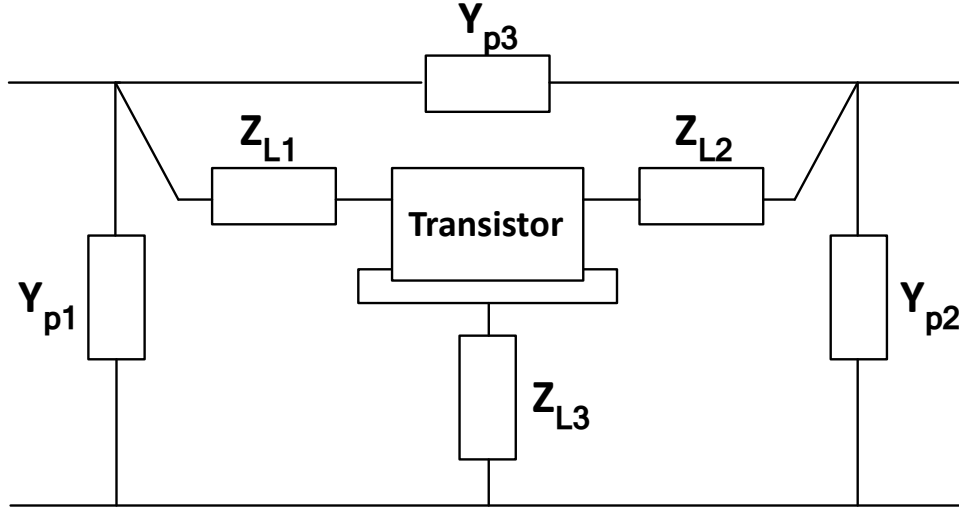 Yp3
ZL1
ZL2
Transistor
Yp1
Yp2
ZL3